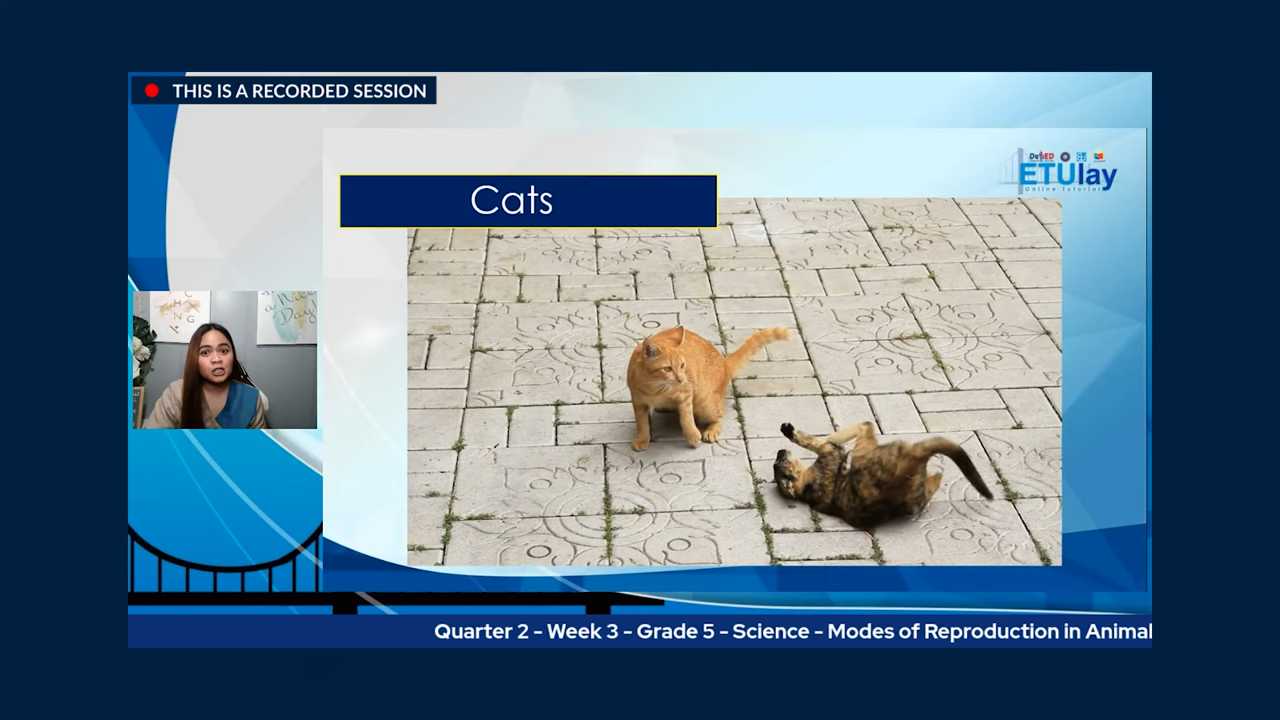 THIS IS A RECORDED SESSION
DepED
ETUlay
Online Tutorial
Cats
Quarter 2 - Week 3 - Grade 5 - Science - Modes of Reproduction in Animal